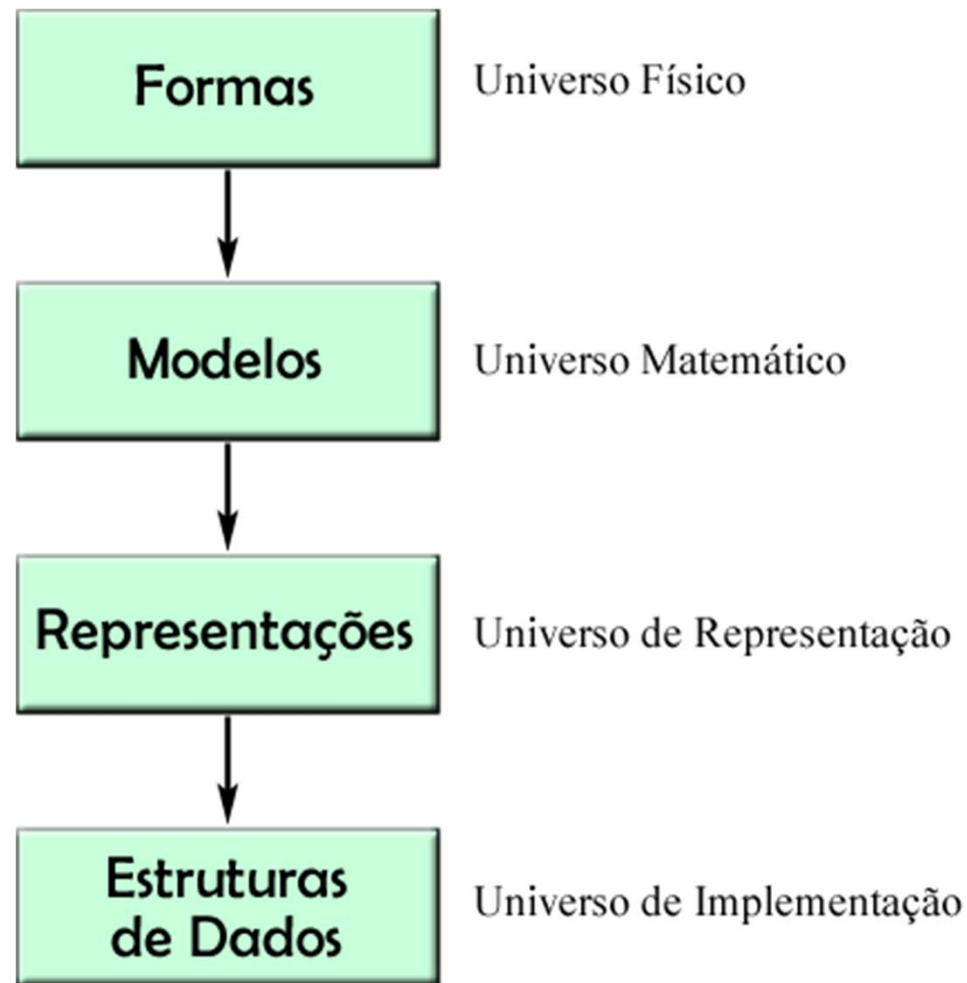 Formas
Universo Físico
Modelos
Universo Matemático
Representações
Universo de Representação
Estruturas
de Dados
Universo de Implementação